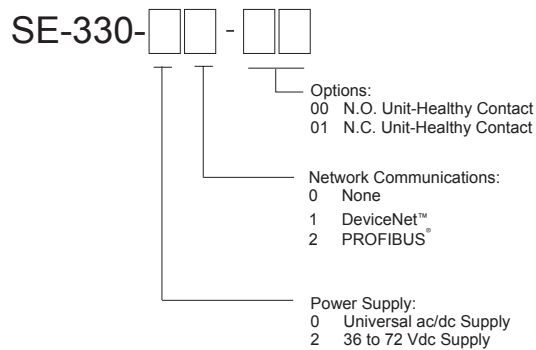 SE-330- -
Options:
00 N.O. Unit-Healthy Contact
01 N.C. Unit-Healthy Contact
Network Communications:
0 None
1 DeviceNet™
2 PROFIBUS®
Power Supply:
0 Universal ac/dc Supply
2 36 to 72 Vdc Supply